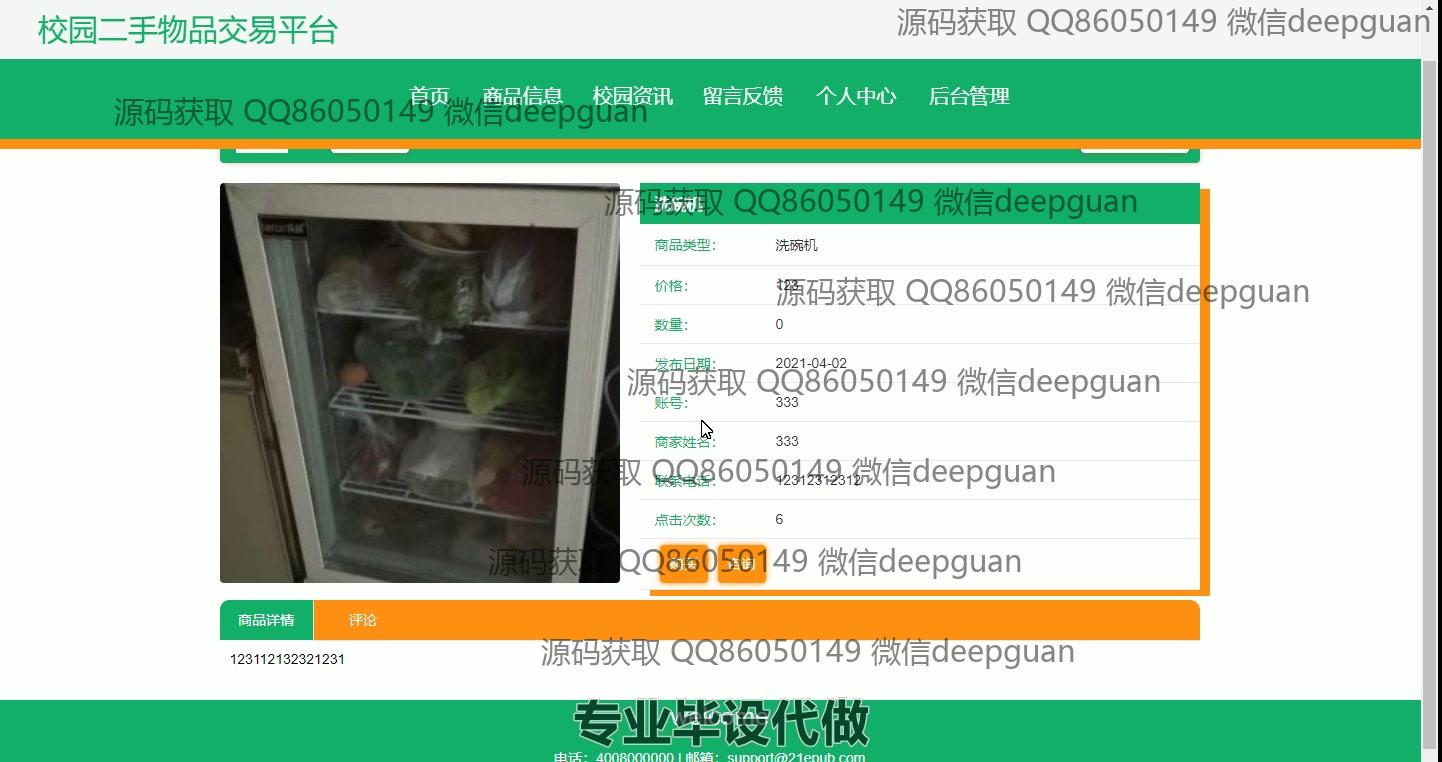 校园二手物品交易平台
源码获取 QQ86050149 微信deepguan
首页 商品信息 校园资讯 留言反馈 个人中心 后台管理
源码获取 QQ86050149 微信deepguan
洗碗机
源码获取 QQ86050149 微信deepguan
商品类型： 洗碗机
价格： 123
源码获取 QQ86050149 微信deepguan
数量： 0
发布日期： 2021-04-02
源码获取 QQ86050149 微信deepguan
账号： 333
商家姓名： 333
源码获取 QQ86050149 微信deepguan
联系电话： 12312312312
点击次数： 6
购买 咨询
源码获取 QQ86050149 微信deepguan
商品详情 评论
源码获取 QQ86050149 微信deepguan
123112132321231
welcome
专业毕设代做
电话：4008000000 | 邮箱：support@21epub.com